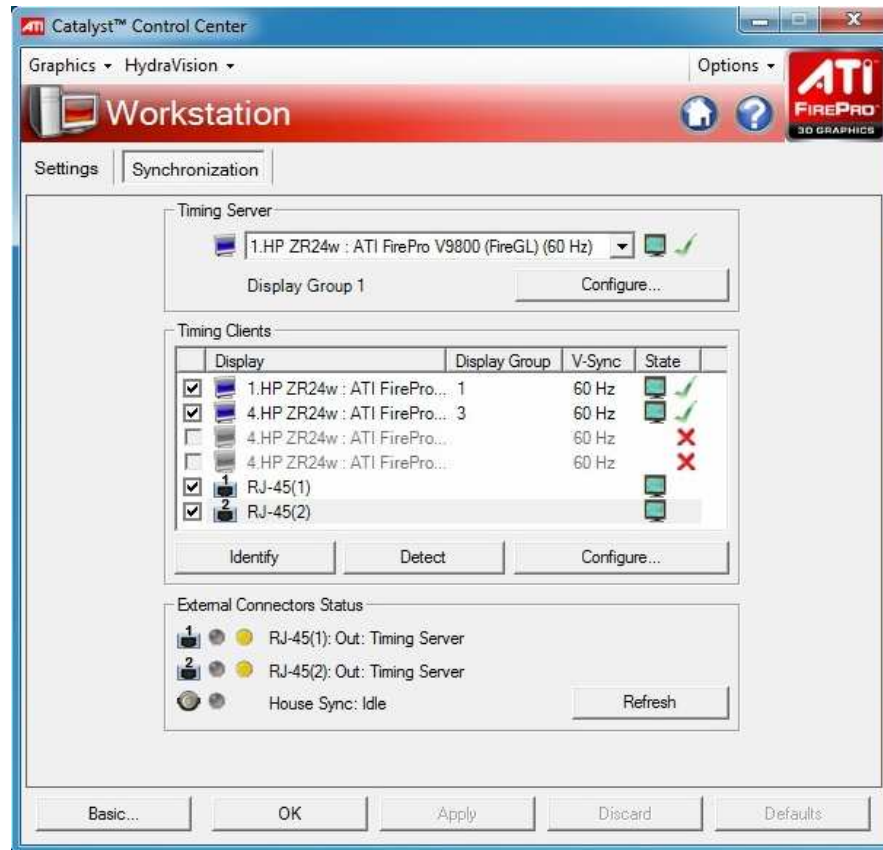 ATI Catalyst™ Control Center
Graphics HydraVision Options
Workstation
ATI
FIREPRO
3D GRAPHICS
Settings Synchronization
Timing Server
1.HP ZR24w : ATI FirePro V9800 (FireGL) (60 Hz)
Display Group 1 Configure...
Timing Clients
Display Display Group V-Sync State
1.HP ZR24w : ATI FirePro... 1 60 Hz
4.HP ZR24w : ATI FirePro... 3 60 Hz
4.HP ZR24w : ATI FirePro... 60 Hz
4.HP ZR24w : ATI FirePro... 60 Hz
1 RJ-45(1)
2 RJ-45(2)
Identify Detect Configure...
External Connectors Status
1 RJ-45(1): Out: Timing Server
2 RJ-45(2): Out: Timing Server
House Sync: Idle Refresh
Basic... OK Apply Discard Defaults